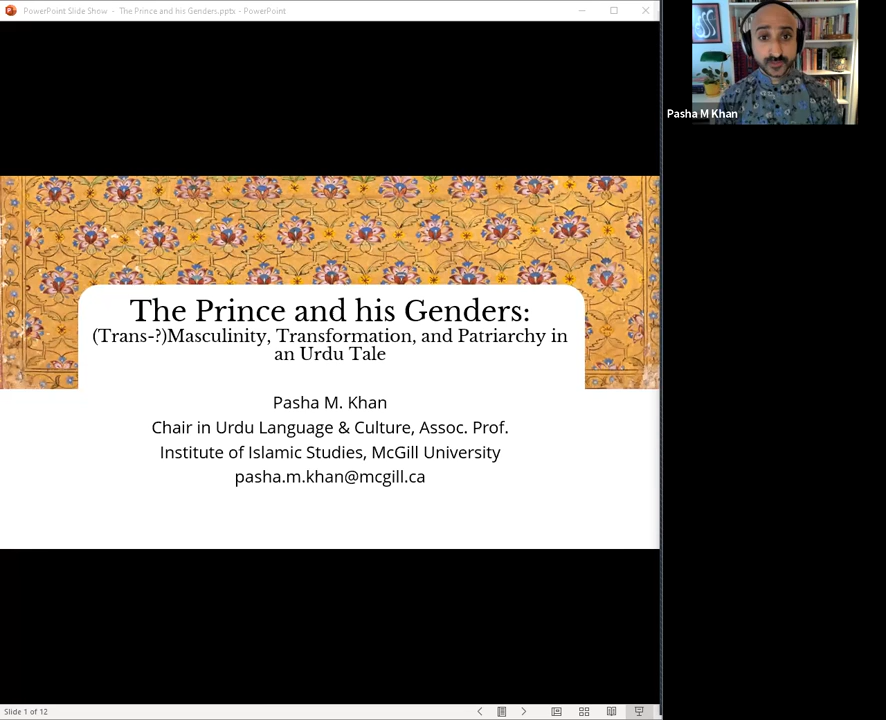 PowerPoint Slide Show - The Prince and his Genders.pptx - PowerPoint
Pasha M Khan
The Prince and his Genders:
(Trans-?)Masculinity, Transformation, and Patriarchy in
an Urdu Tale
Pasha M. Khan
Chair in Urdu Language & Culture, Assoc. Prof.
Institute of Islamic Studies, McGill University
pasha.m.khan@mcgill.ca
Slide 1 of 12